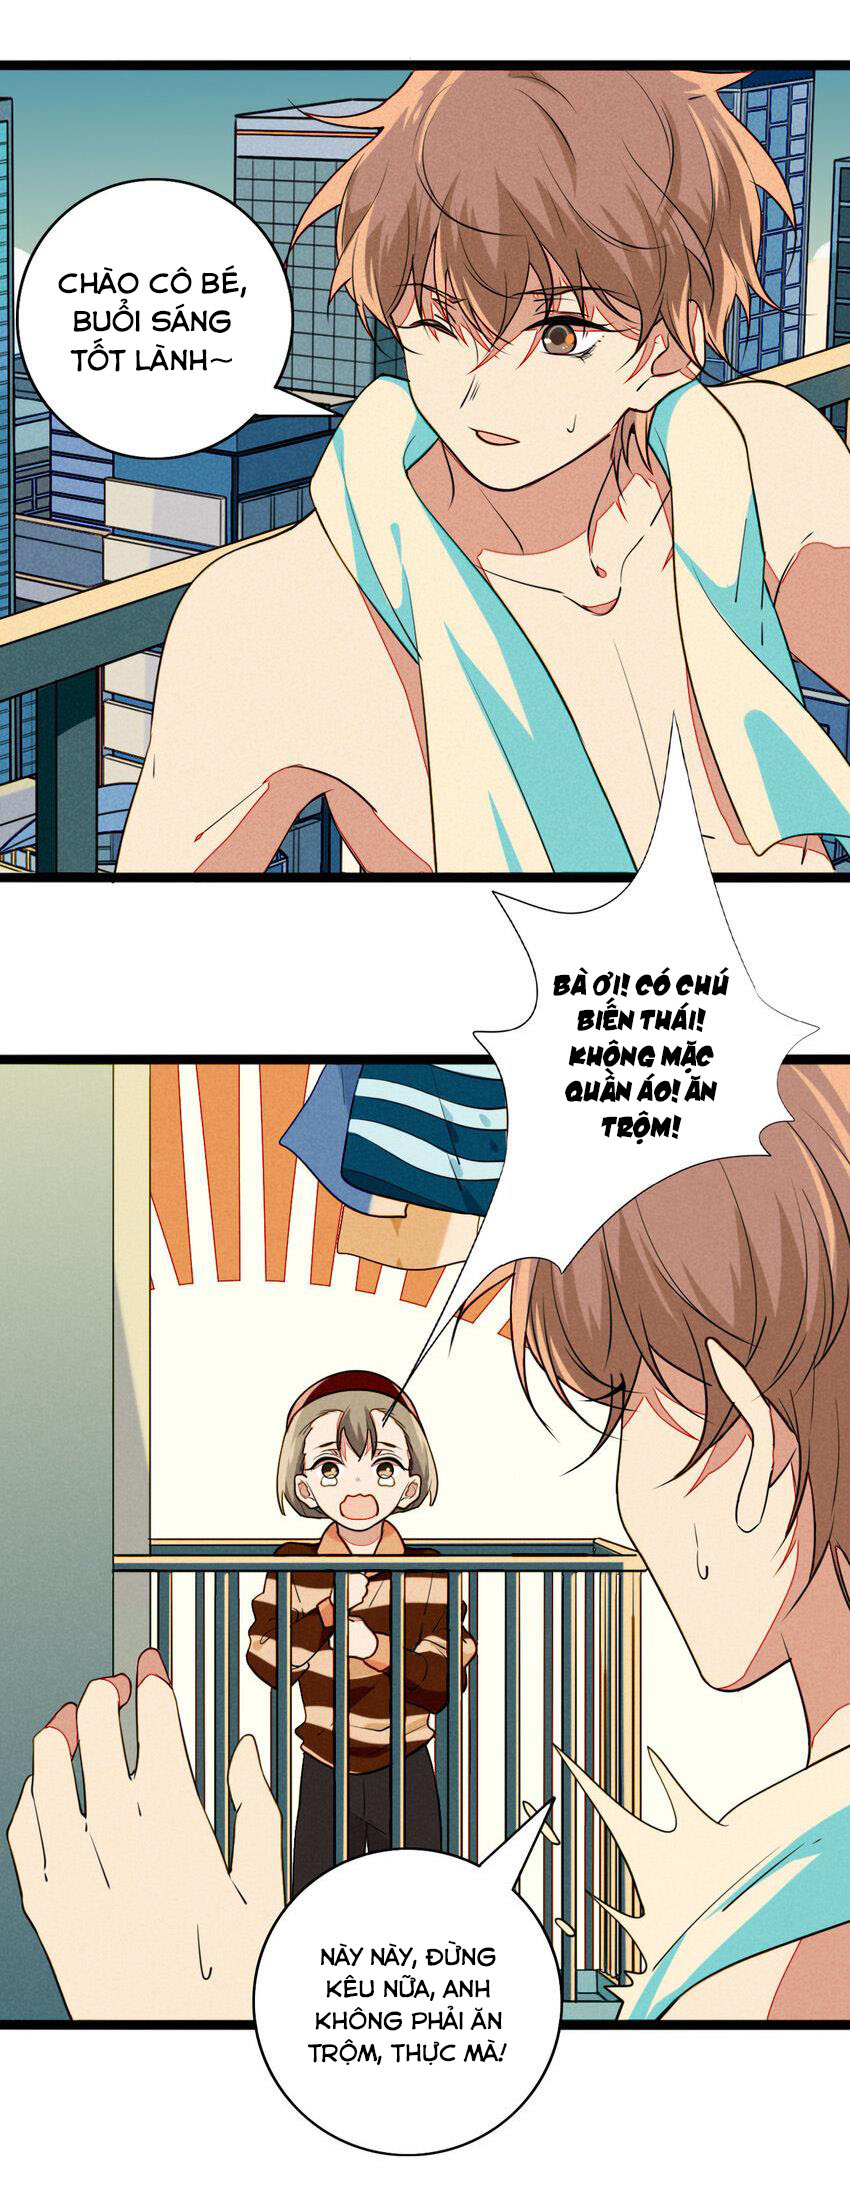 CHÀO CÔ BÉ,
BUỔI SÁNG
TỐT LÀNH~
BÀ ƠI! CÓ CHÚ
BIẾN THÁI!
KHÔNG MẶC
QUẦN ÁO! ĂN
TRỘM!
NÀY NÀY, ĐỪNG
KÊU NỮA, ANH
KHÔNG PHẢI ĂN
TRỘM, THỰC MÀ!